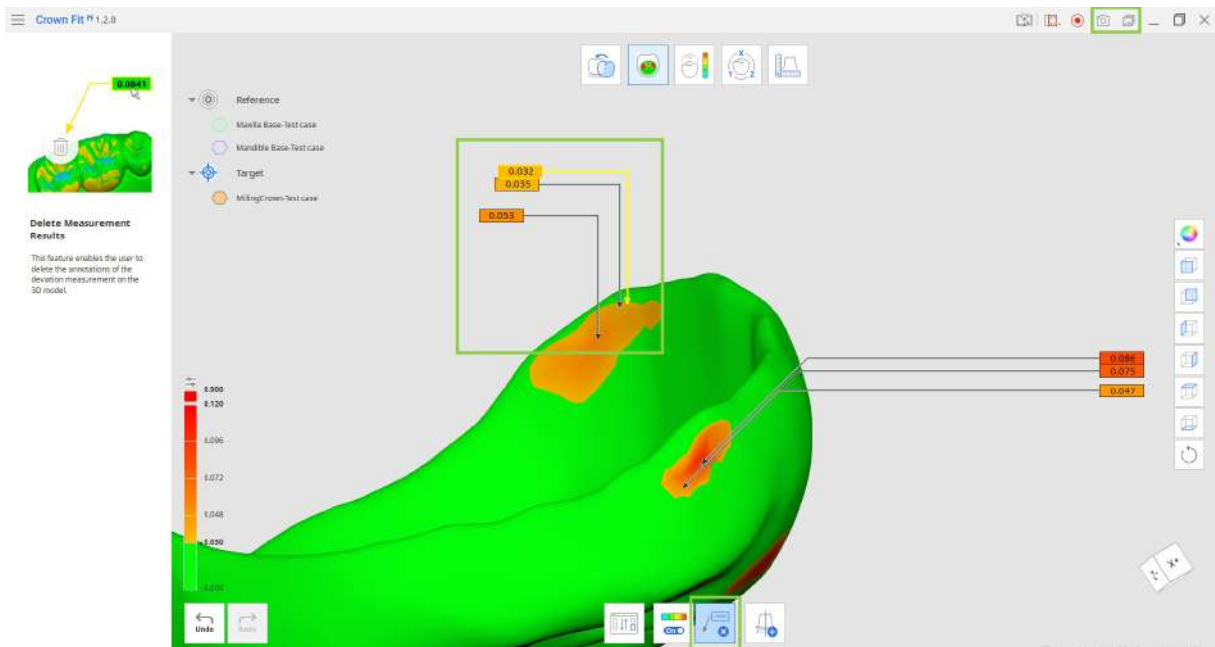 Crown Fit 1.2.0
0.0841
Delete Measurement
Results
This feature enables the user to
delete the annotations of the
deviation measurement on the
3D model.
Reference
Maxilla Base-Test case
Mandible Base-Test case
Target
MillingCrown-Test case
0.032
0.035
0.053
0.086
0.075
0.047
0.900
0.120
0.096
0.072
0.048
0.030
0.000
Undo
Redo
On
X
Z
X+